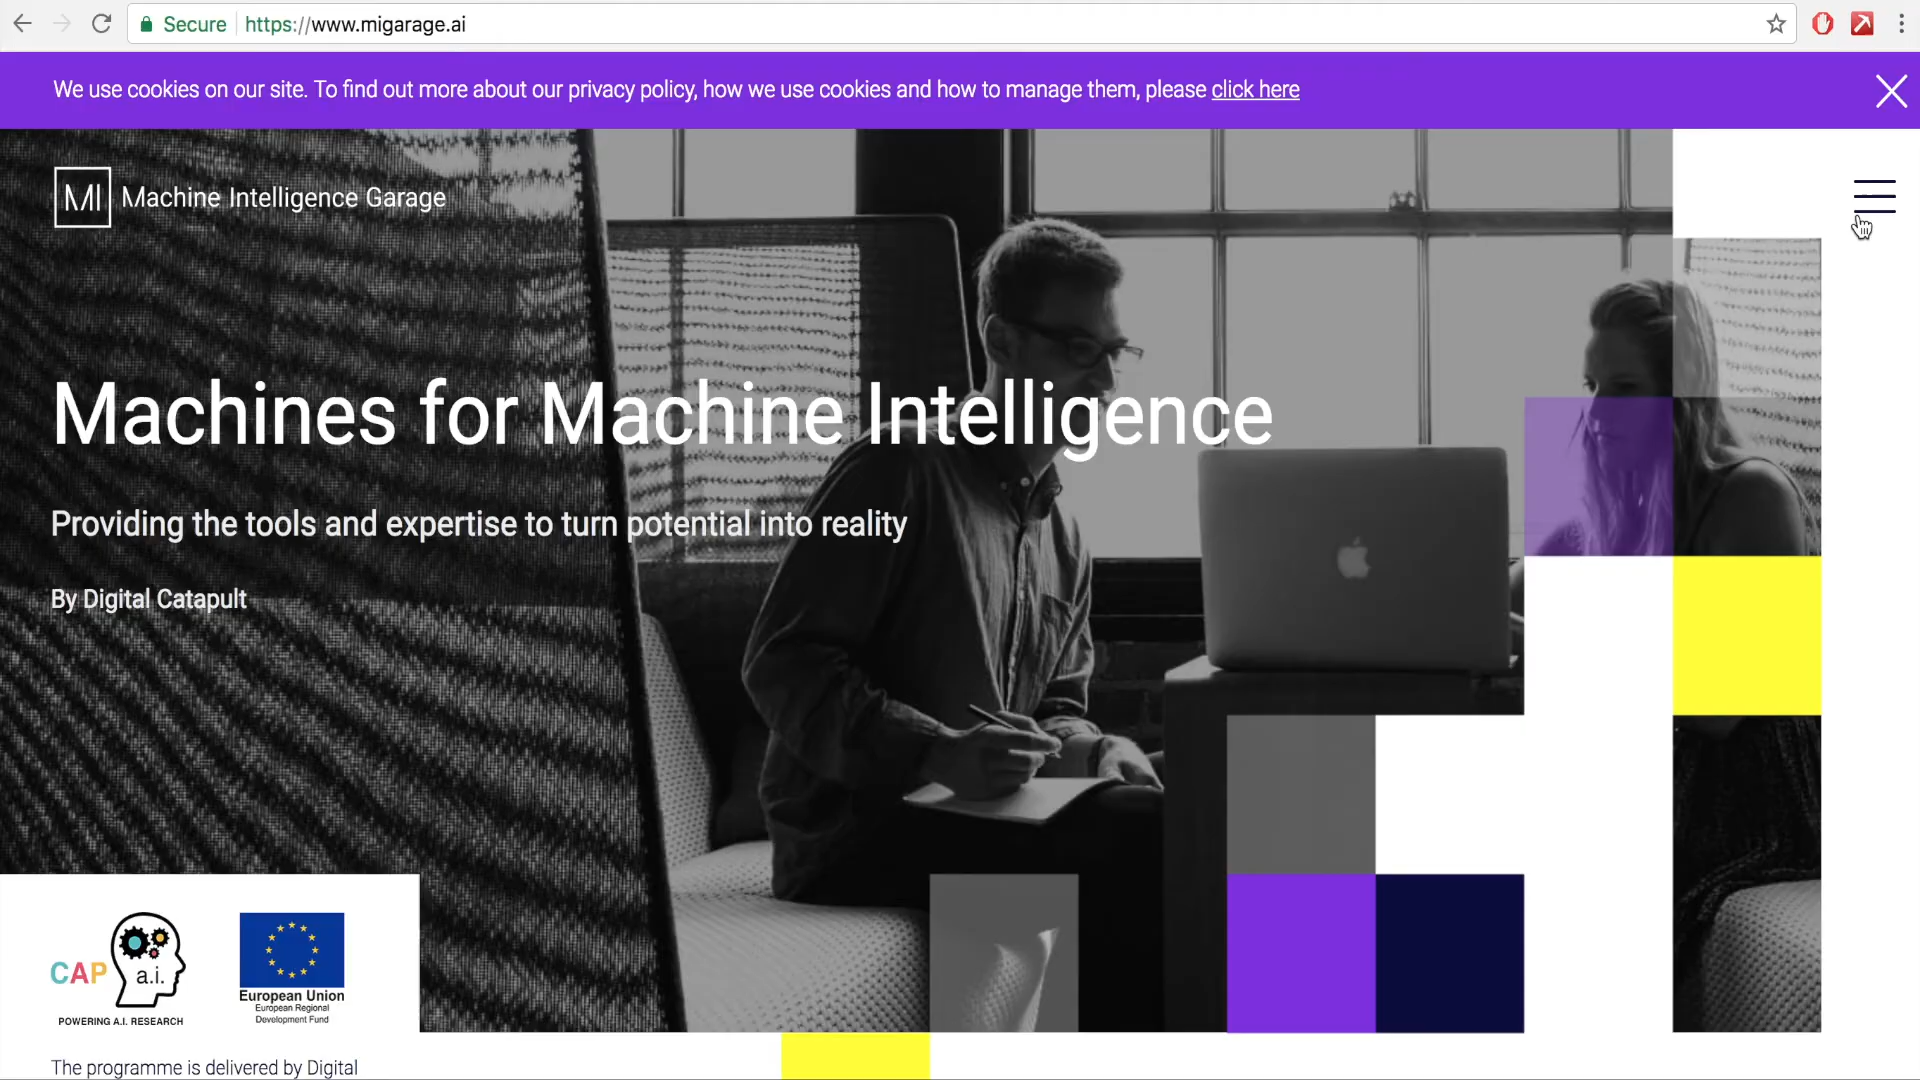 Secure https://www.migarage.ai
We use cookies on our site. To find out more about our privacy policy, how we use cookies and how to manage them, please click here
MI Machine Intelligence Garage
Machines for Machine Intelligence
Providing the tools and expertise to turn potential into reality
By Digital Catapult
CAP a.i.
POWERING A.I. RESEARCH
European Union
European Regional
Development Fund
The programme is delivered by Digital